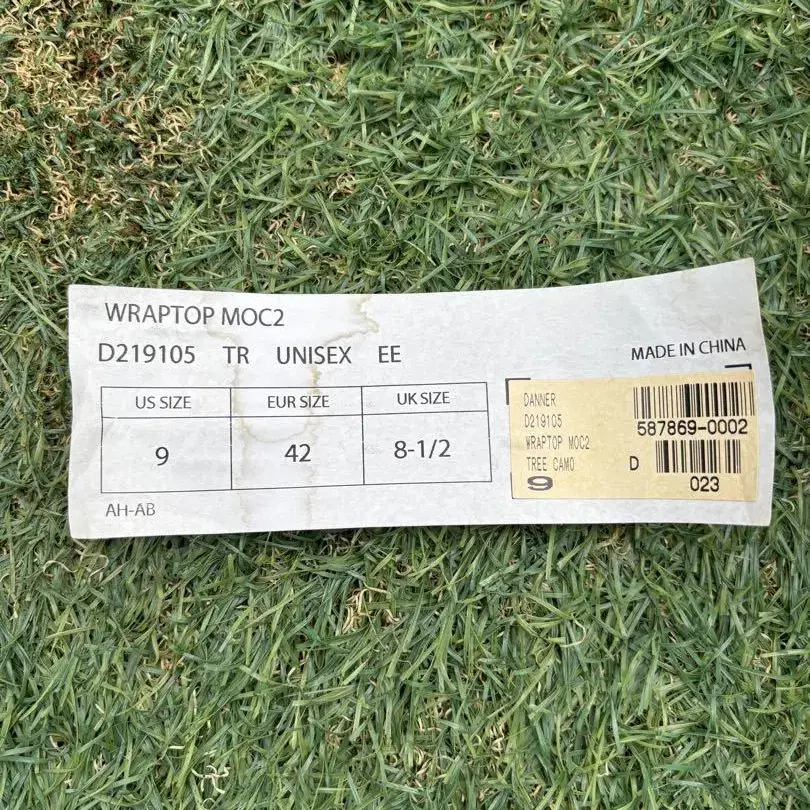 WRAPTOP MOC2
D219105 TR UNISEX EE
MADE IN CHINA
US SIZE EUR SIZE UK SIZE
9 42 8-1/2
AH-AB
DANNER
D219105
587869-0002
WRAPTOP MOC2
TREE CAMO D
9 023